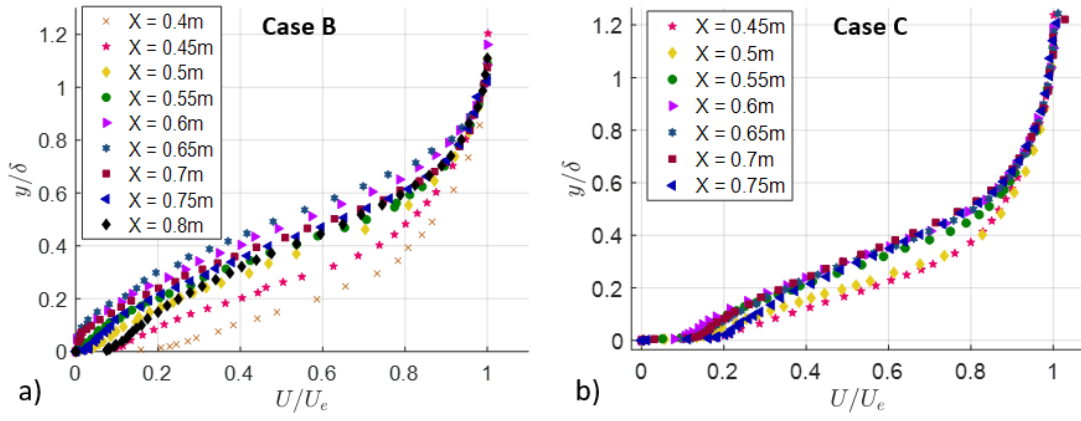 Case B
X = 0.4m
X = 0.45m
X = 0.5m
X = 0.55m
X = 0.6m
X = 0.65m
X = 0.7m
X = 0.75m
X = 0.8m
y/δ
1.2
1
0.8
0.6
0.4
0.2
0
0 0.2 0.4 0.6 0.8 1
U/Uₑ
a)
Case C
X = 0.45m
X = 0.5m
X = 0.55m
X = 0.6m
X = 0.65m
X = 0.7m
X = 0.75m
y/δ
1.2
1
0.8
0.6
0.4
0.2
0
0 0.2 0.4 0.6 0.8 1
U/Uₑ
b)